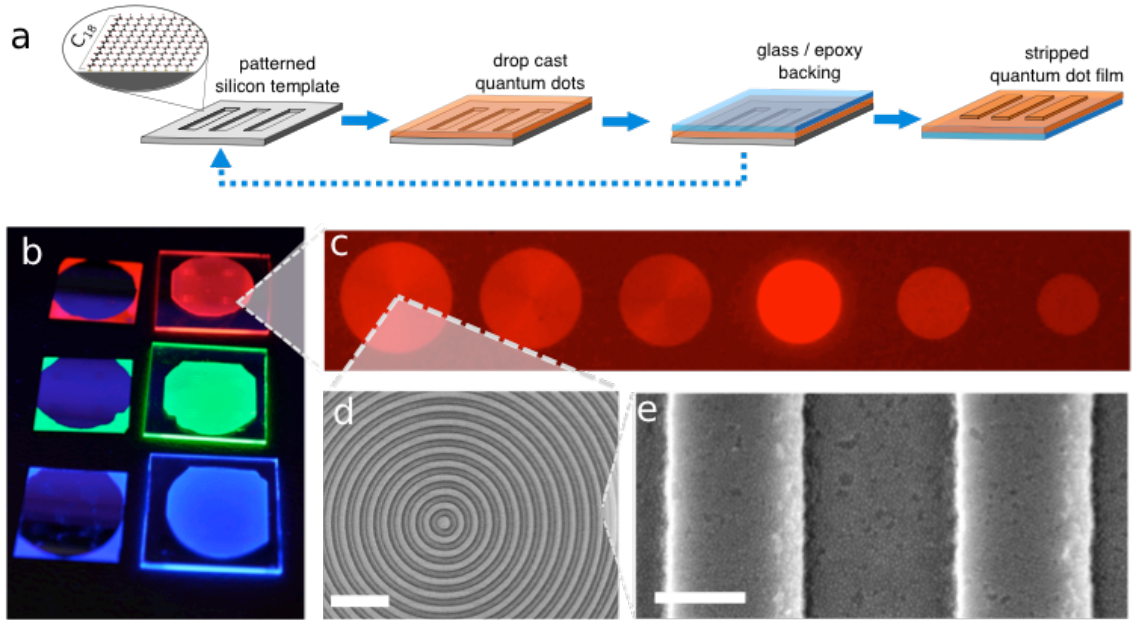 a
C18
patterned
silicon template
drop cast
quantum dots
glass / epoxy
backing
stripped
quantum dot film
b
c
d
e